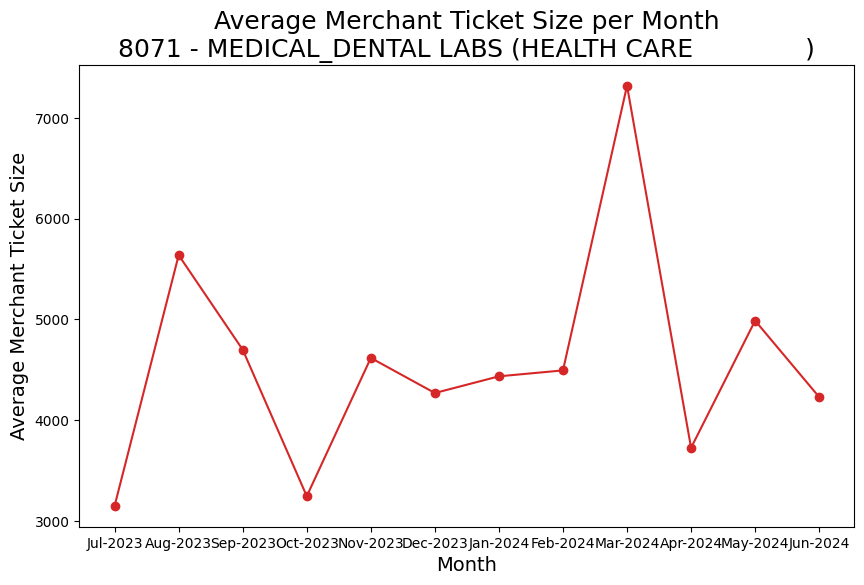 Average Merchant Ticket Size per Month
8071 - MEDICAL_DENTAL LABS (HEALTH CARE               )
Average Merchant Ticket Size
7000
6000
5000
4000
3000
Jul-2023 Aug-2023 Sep-2023 Oct-2023 Nov-2023 Dec-2023 Jan-2024 Feb-2024 Mar-2024 Apr-2024 May-2024 Jun-2024
Month